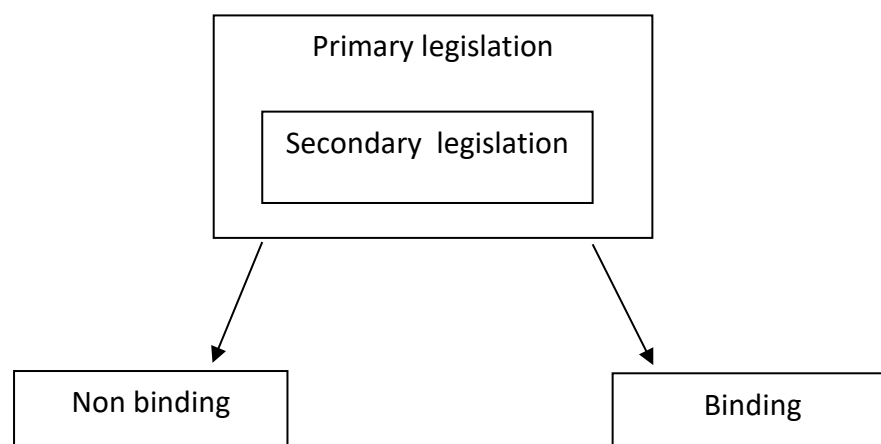 Primary legislation
Secondary  legislation
Non binding
Binding